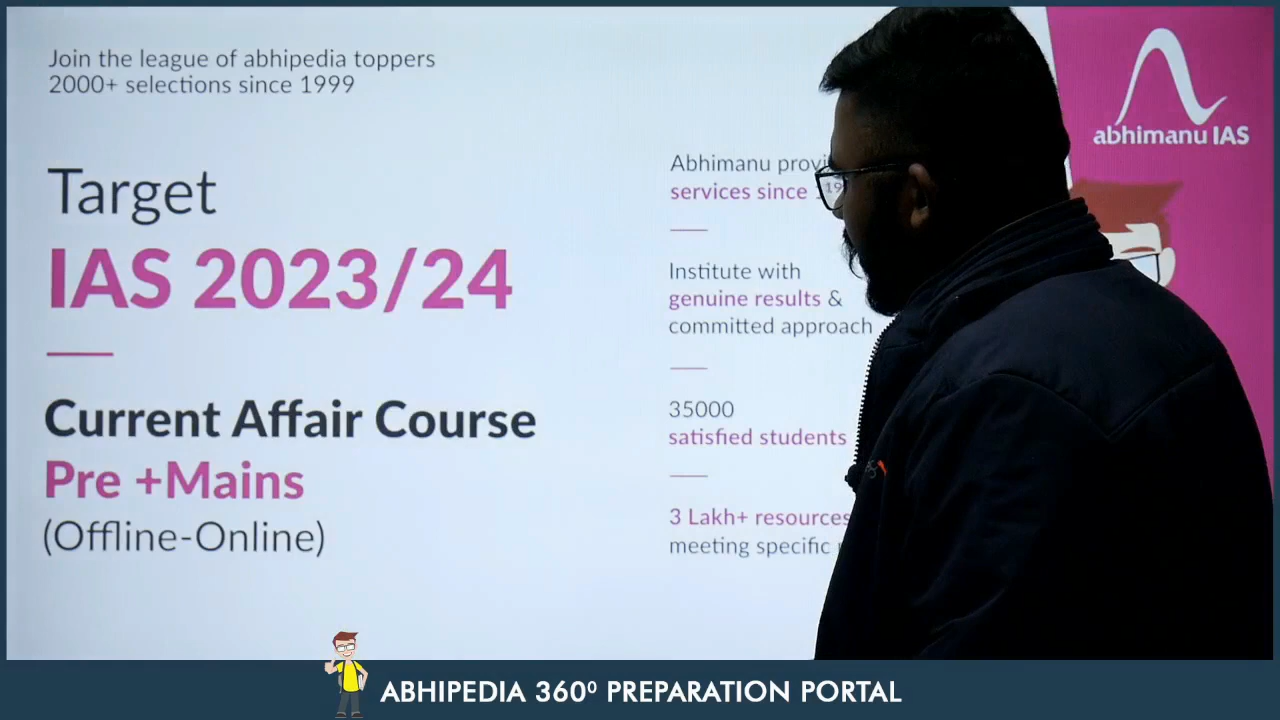 Join the league of abhipedia toppers
2000+ selections since 1999
Target
IAS 2023/24
Current Affair Course
Pre +Mains
(Offline-Online)
Abhimanu
services since
Institute with
genuine results &
committed approach
35000
satisfied students
3 Lakh+ resources
meeting specific
abhimanu IAS
ABHIPEDIA 360⁰ PREPARATION PORTAL